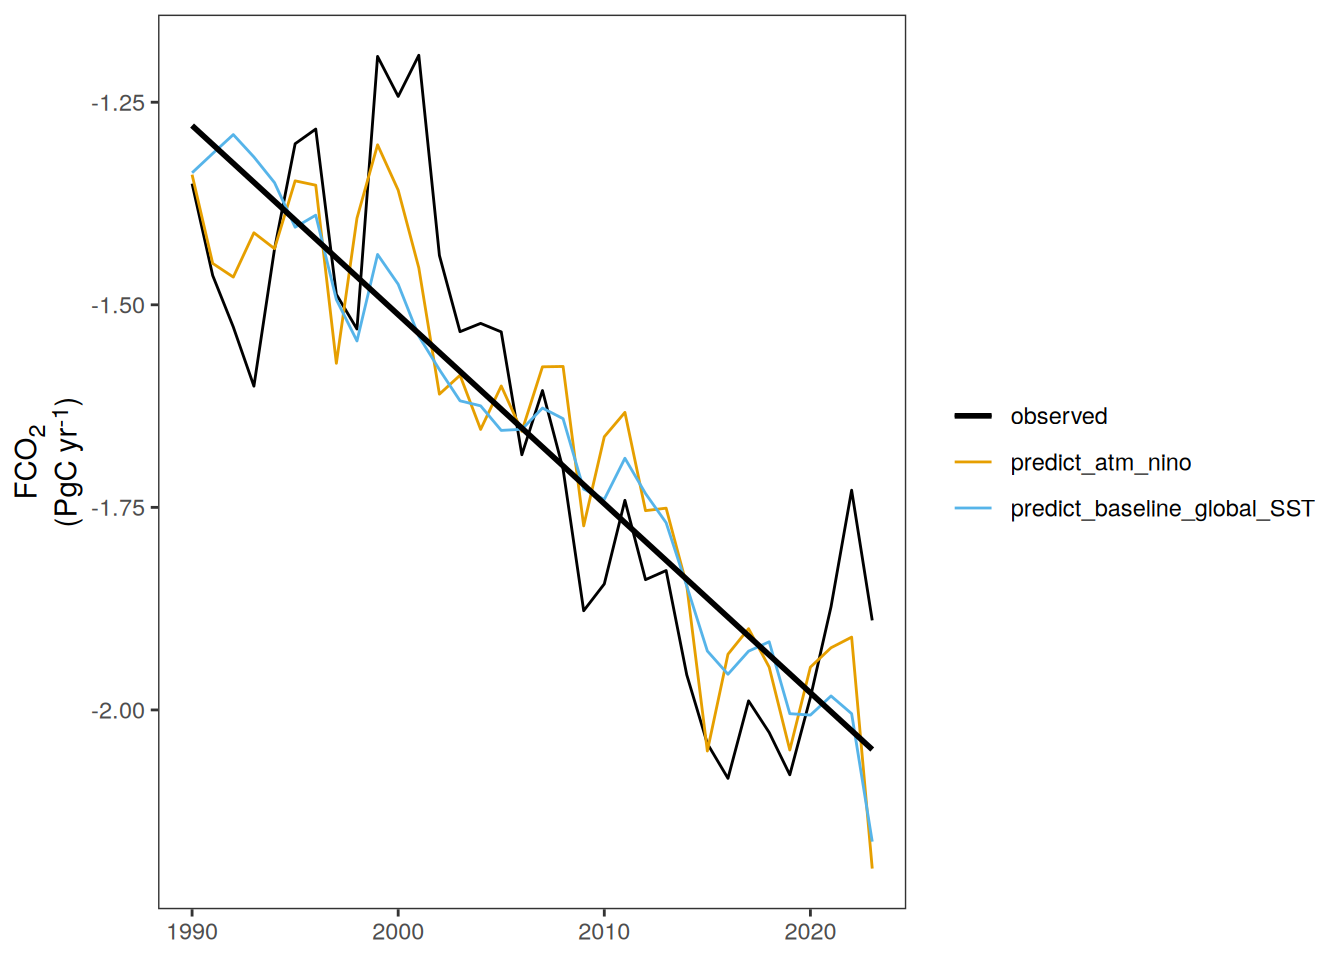 -1.25
-1.50
-1.75
-2.00
FCO₂
(PgC yr⁻¹)
1990
2000
2010
2020
observed
predict_atm_nino
predict_baseline_global_SST